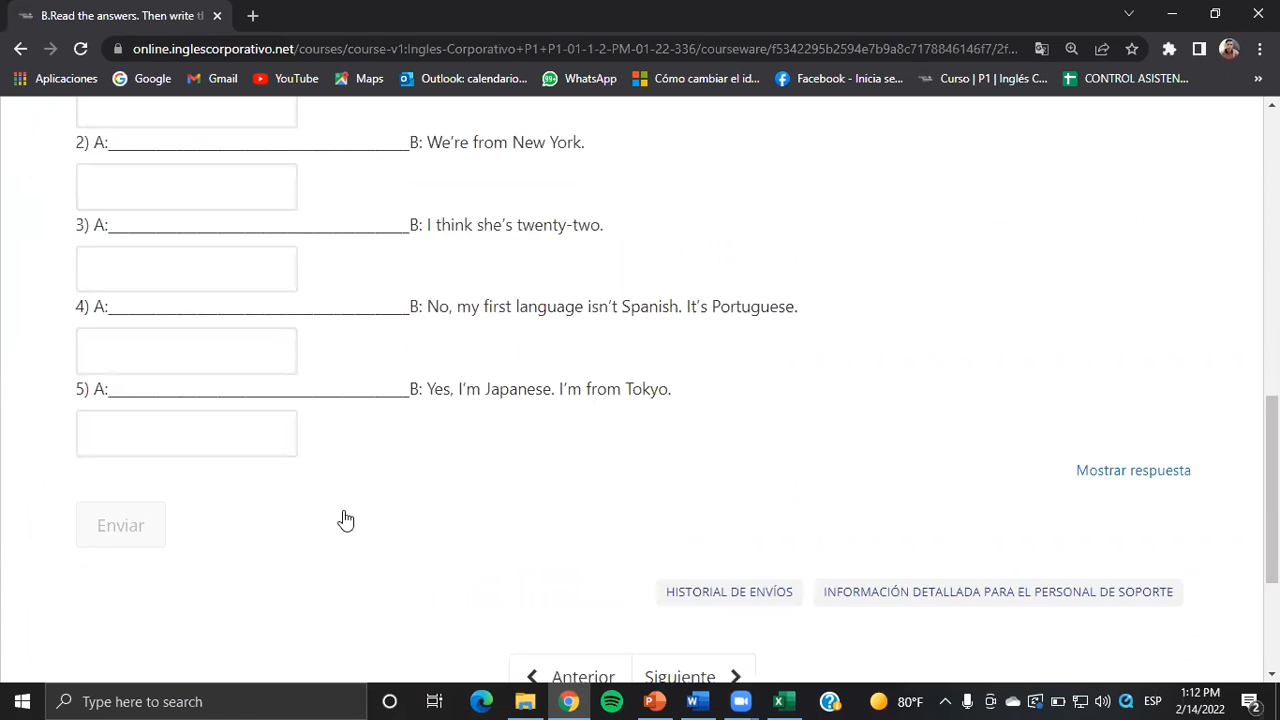 B.Read the answers. Then write tl
online.inglescorporativo.net/courses/course-v1:Ingles-Corporativo+P1+P1-01-1-2-PM-01-22-336/courseware/f5342295b2594e7b9a8c7178846146f7/2f...
Aplicaciones Google Gmail YouTube Maps Outlook: calendario... WhatsApp Cómo cambiar el id... Facebook - Inicia se... Curso | P1 | Inglés C... CONTROL ASISTEN... »
2) A:___________________________________B: We're from New York.
3) A:___________________________________B: I think she's twenty-two.
4) A:___________________________________B: No, my first language isn't Spanish. It's Portuguese.
5) A:___________________________________B: Yes, I'm Japanese. I'm from Tokyo.
Mostrar respuesta
Enviar
HISTORIAL DE ENVÍOS INFORMACIÓN DETALLADA PARA EL PERSONAL DE SOPORTE
Anterior Siguiente
Type here to search 80°F ESP 1:12 PM
2/14/2022 2